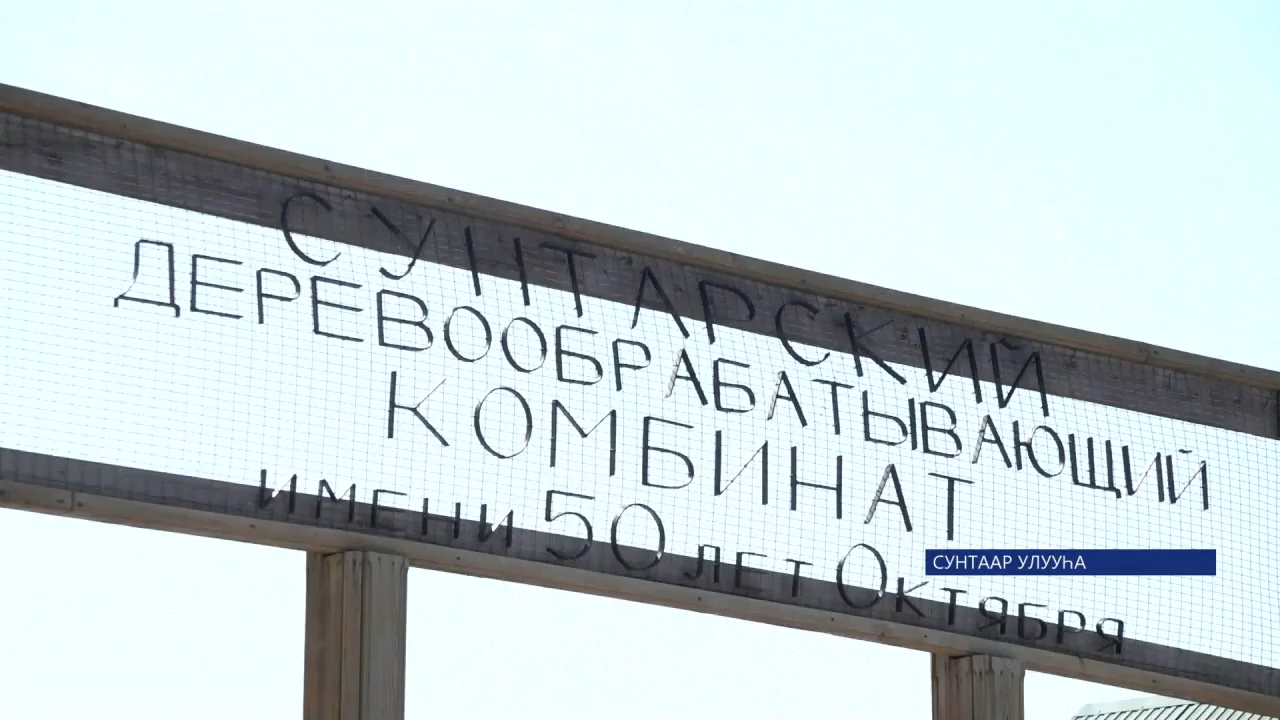 СУНТАРСКИЙ
ДЕРЕВООБРАБАТЫВАЮЩИЙ
КОМБИНАТ
ИМЕНИ 50 ЛЕТ ОКТЯБРЯ
СУНТААР УЛУУҺА